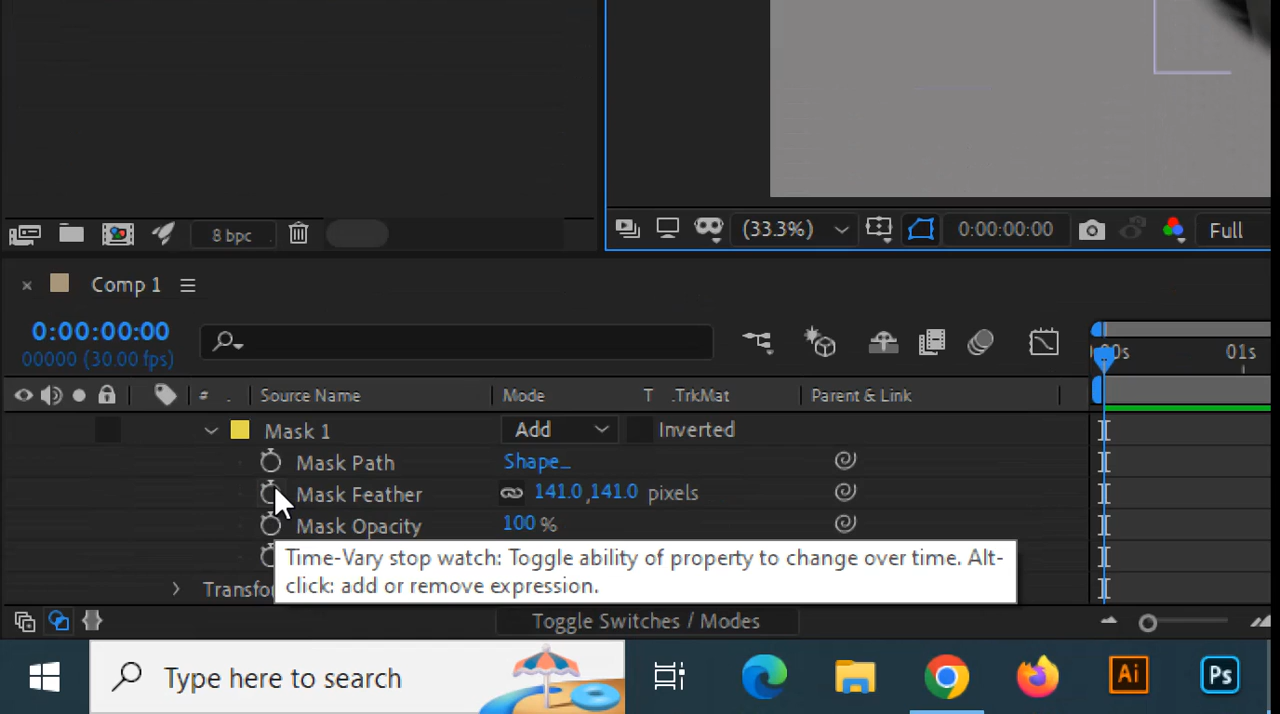 (33.3%)
0:00:00:00
Full
8 bpc
Comp 1
0:00:00:00
00000 (30.00 fps)
00s
01s
# . Source Name Mode T .TrkMat Parent & Link
Mask 1 Add Inverted
Mask Path Shape...
Mask Feather 141.0,141.0 pixels
Mask Opacity 100 %
Time-Vary stop watch: Toggle ability of property to change over time. Alt-
click: add or remove expression.
Transfo
Toggle Switches / Modes
Type here to search
Ai
Ps